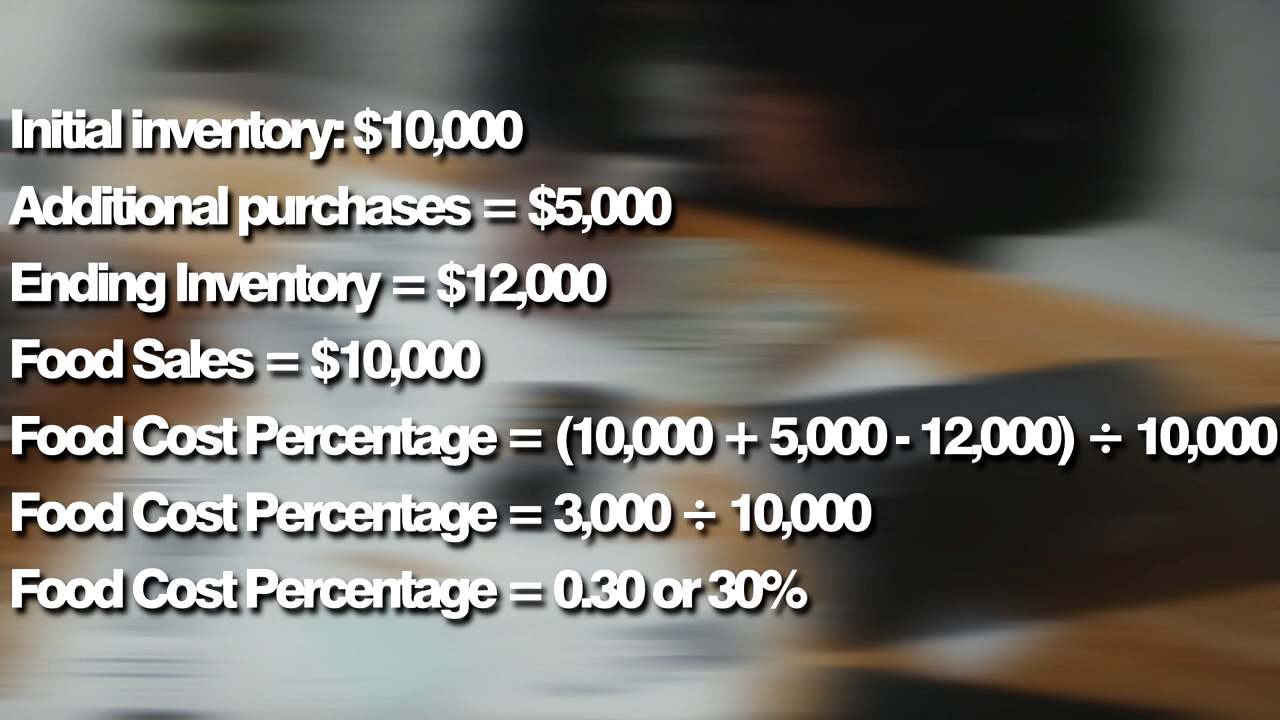 Initial inventory: $10,000
Additional purchases = $5,000
Ending Inventory = $12,000
Food Sales = $10,000
Food Cost Percentage = (10,000 + 5,000 - 12,000) ÷ 10,000
Food Cost Percentage = 3,000 ÷ 10,000
Food Cost Percentage = 0.30 or 30%